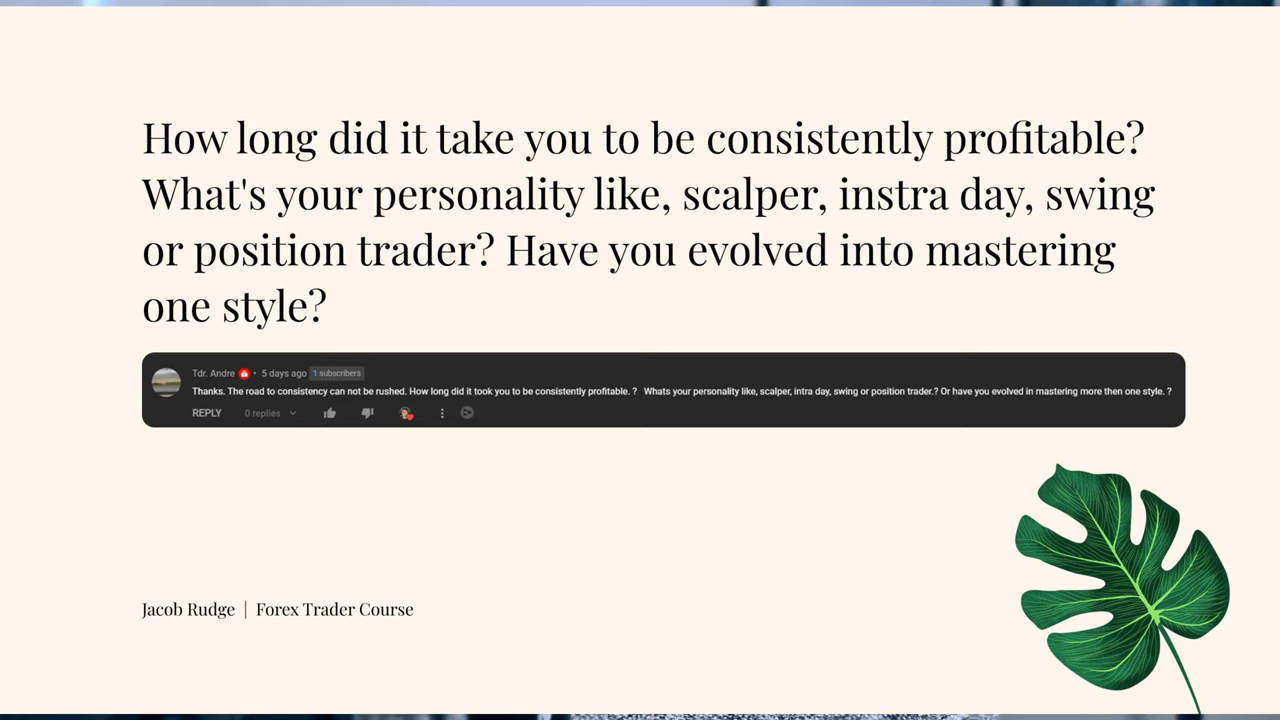 How long did it take you to be consistently profitable?
What's your personality like, scalper, instra day, swing
or position trader? Have you evolved into mastering
one style?
Tdr. Andre • 5 days ago 1 subscribers
Thanks. The road to consistency can not be rushed. How long did it took you to be consistently profitable. ? Whats your personality like, scalper, intra day, swing or position trader.? Or have you evolved in mastering more then one style. ?
REPLY 0 replies
Jacob Rudge | Forex Trader Course